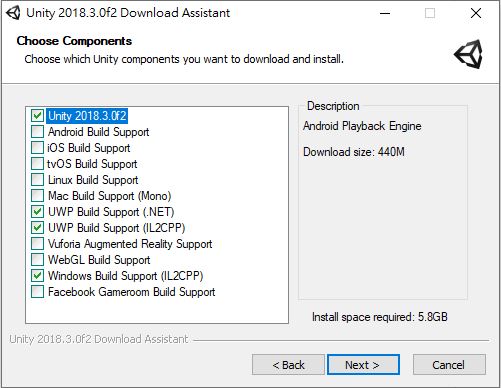 Unity 2018.3.0f2 Download Assistant
Choose Components
Choose which Unity components you want to download and install.
Unity 2018.3.0f2
Android Build Support
iOS Build Support
tvOS Build Support
Linux Build Support
Mac Build Support (Mono)
UWP Build Support (.NET)
UWP Build Support (IL2CPP)
Vuforia Augmented Reality Support
WebGL Build Support
Windows Build Support (IL2CPP)
Facebook Gameroom Build Support
Description
Android Playback Engine
Download size: 440M
Install space required: 5.8GB
Unity 2018.3.0f2 Download Assistant
< Back
Next >
Cancel